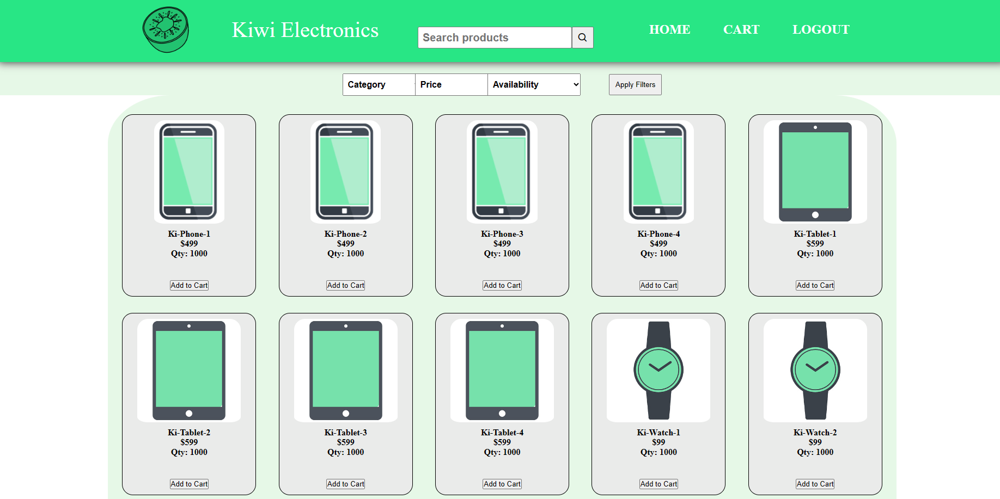 Kiwi Electronics
Search products
HOME CART LOGOUT
Category Price Availability Apply Filters
Ki-Phone-1 Ki-Phone-2 Ki-Phone-3 Ki-Phone-4 Ki-Tablet-1
$499 $499 $499 $499 $599
Qty: 1000 Qty: 1000 Qty: 1000 Qty: 1000 Qty: 1000
Add to Cart Add to Cart Add to Cart Add to Cart Add to Cart
Ki-Tablet-2 Ki-Tablet-3 Ki-Tablet-4 Ki-Watch-1 Ki-Watch-2
$599 $599 $599 $99 $99
Qty: 1000 Qty: 1000 Qty: 1000 Qty: 1000 Qty: 1000
Add to Cart Add to Cart Add to Cart Add to Cart Add to Cart